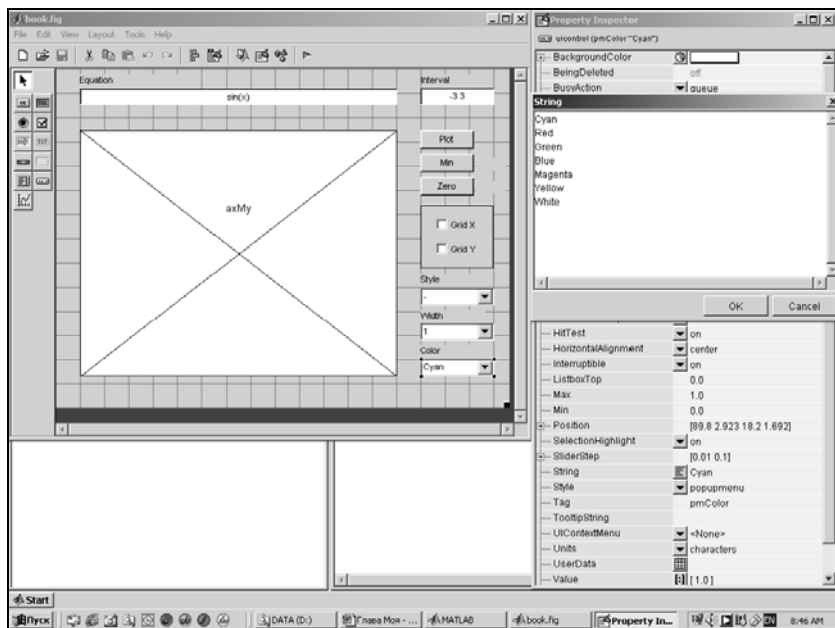 book.fig
File Edit View Layout Tools Help
Equation
Interval
sin(x)
-3 3
Plot
Min
Zero
axMy
Grid X
Grid Y
Style
-
Width
1
Color
Cyan
Property Inspector
uicontrol (pmColor "Cyan")
BackgroundColor
BeingDeleted off
BusyAction queue
String
Cyan
Red
Green
Blue
Magenta
Yellow
White
OK Cancel
HitTest on
HorizontalAlignment center
Interruptible on
ListboxTop 0.0
Max 1.0
Min 0.0
Position [89.8 2.923 18.2 1.692]
SelectionHighlight on
SliderStep [0.01 0.1]
String Cyan
Style popupmenu
Tag pmColor
TooltipString
UIContextMenu <None>
Units characters
UserData
Value [1.0]
Start
Пуск
DATA (D:)
Глава Моя - ...
MATLAB
book.fig
Property In...
EN
8:46 AM